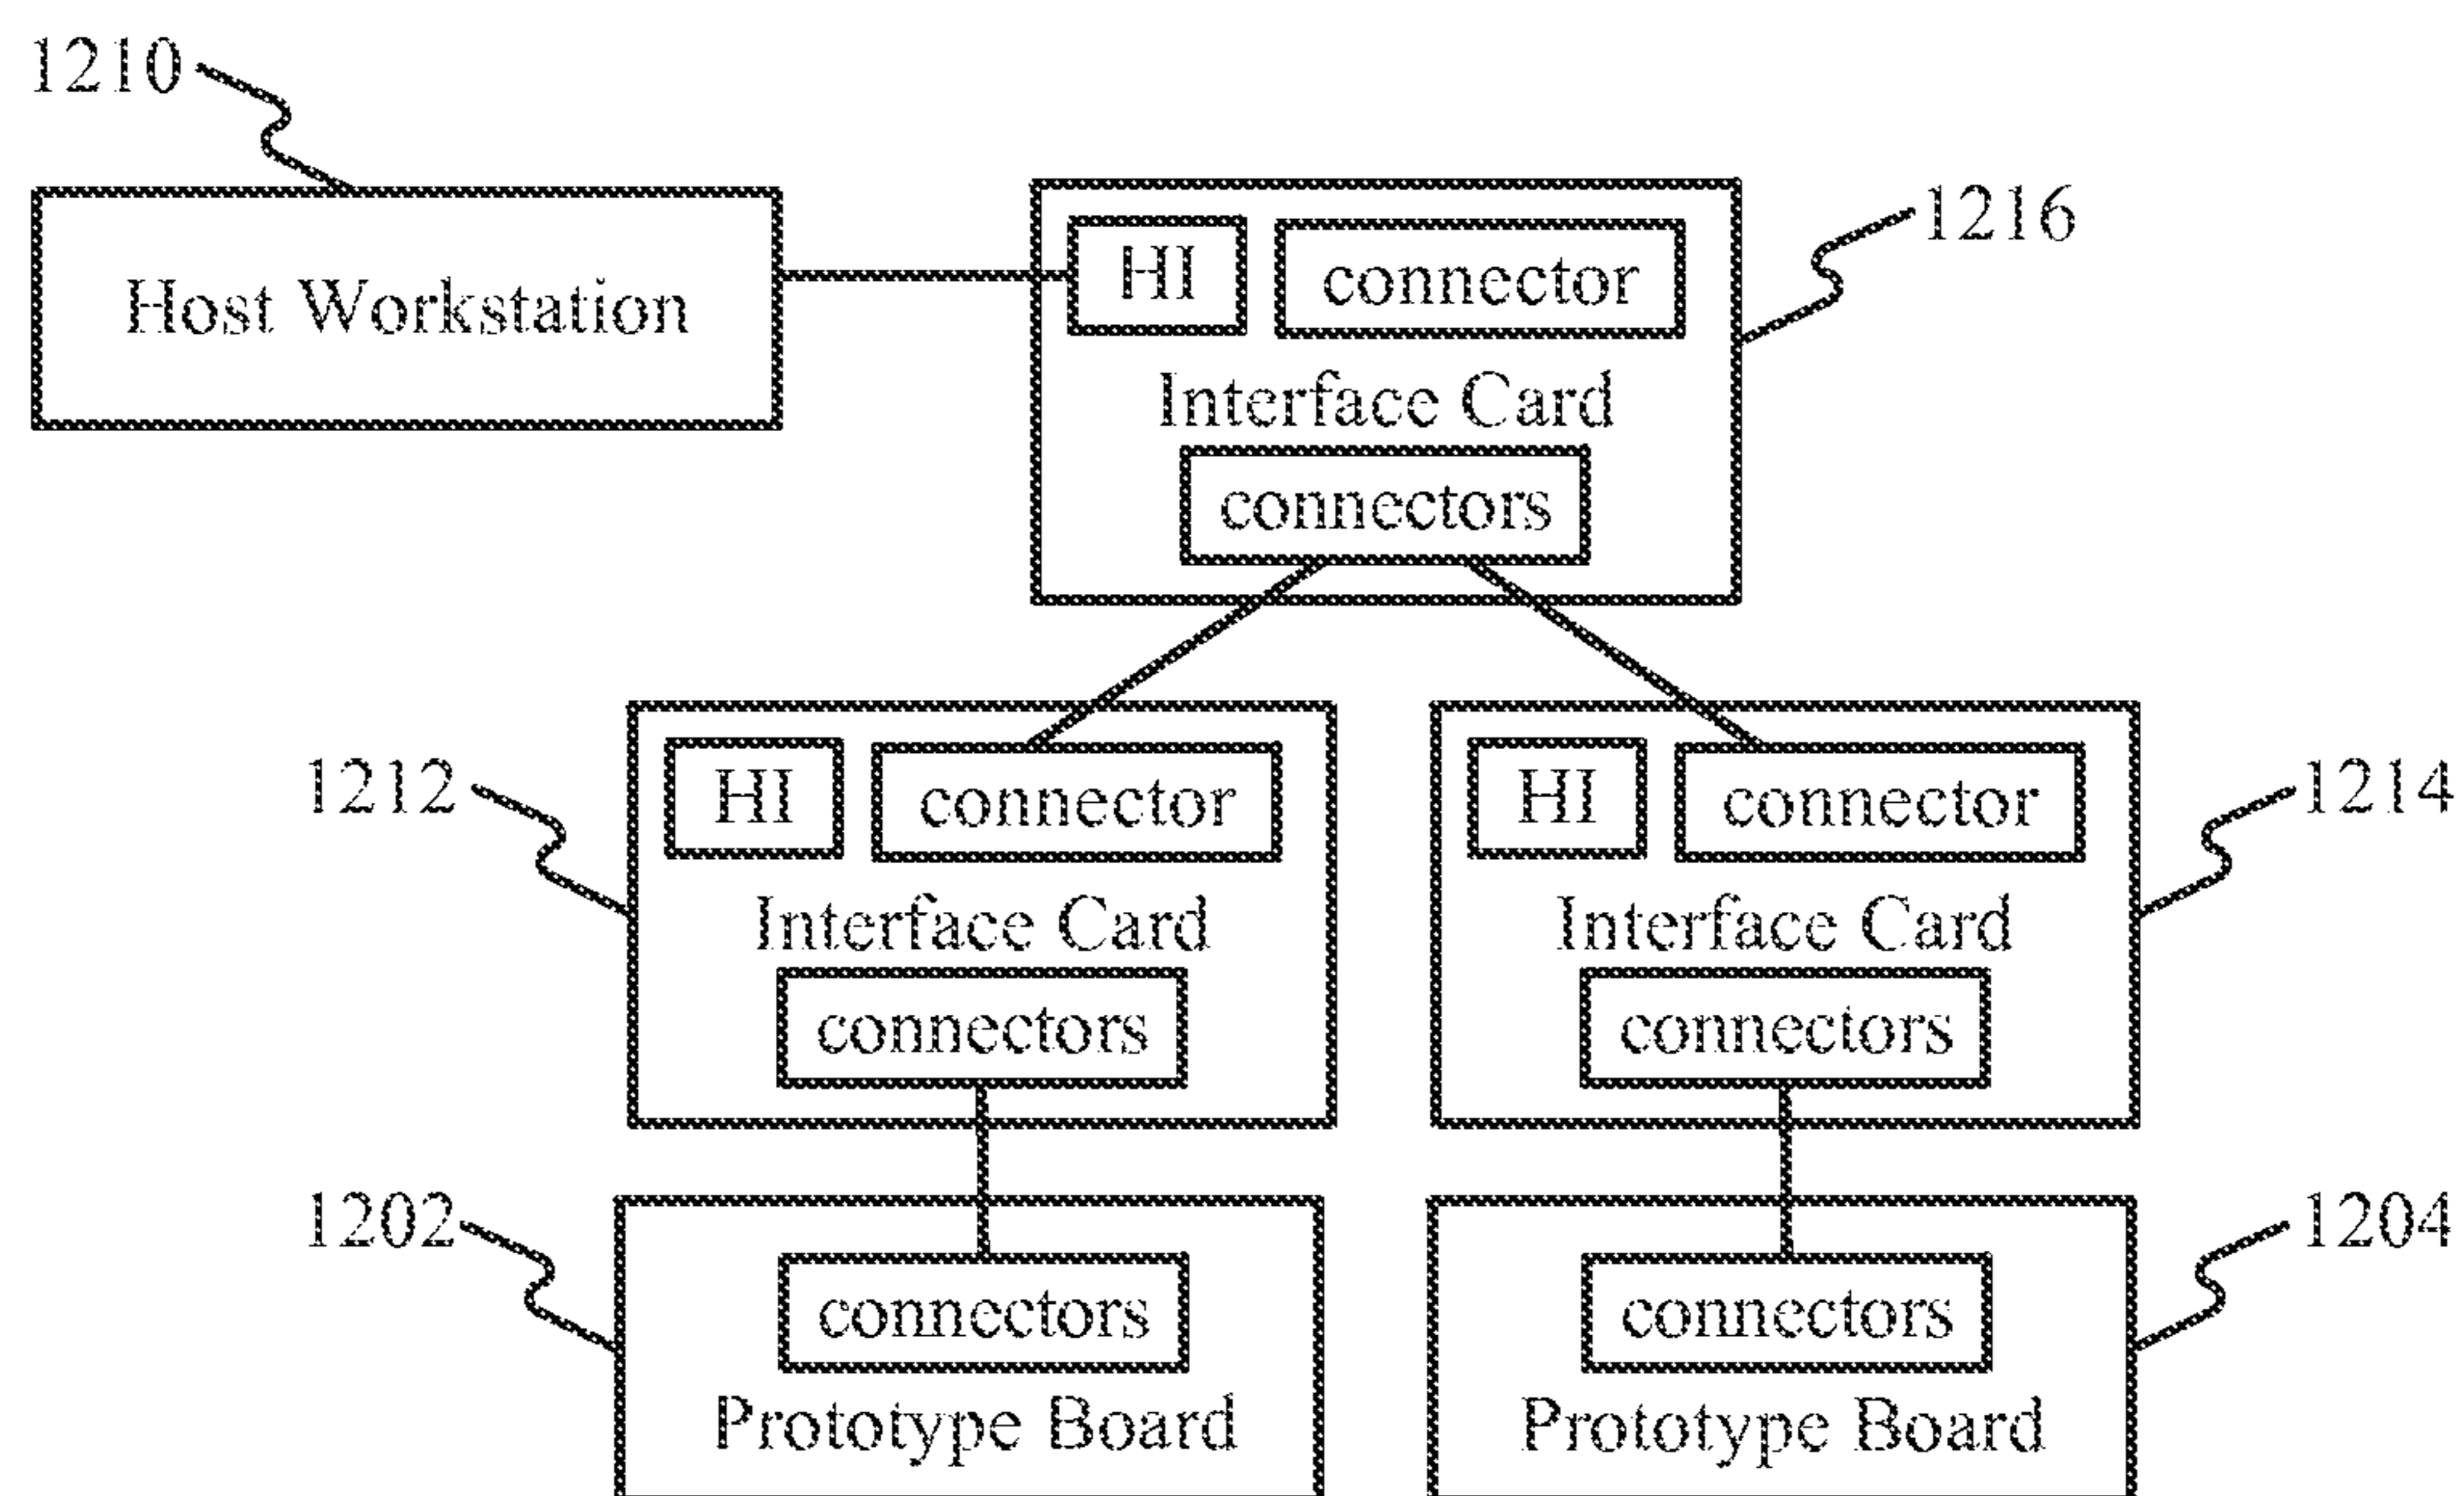 1210
1216
HI connector
Host Workstation
Interface Card
connectors
1212
HI connector
HI connector
1214
Interface Card
Interface Card
connectors
connectors
1202
1204
connectors
connectors
Prototype Board
Prototype Board